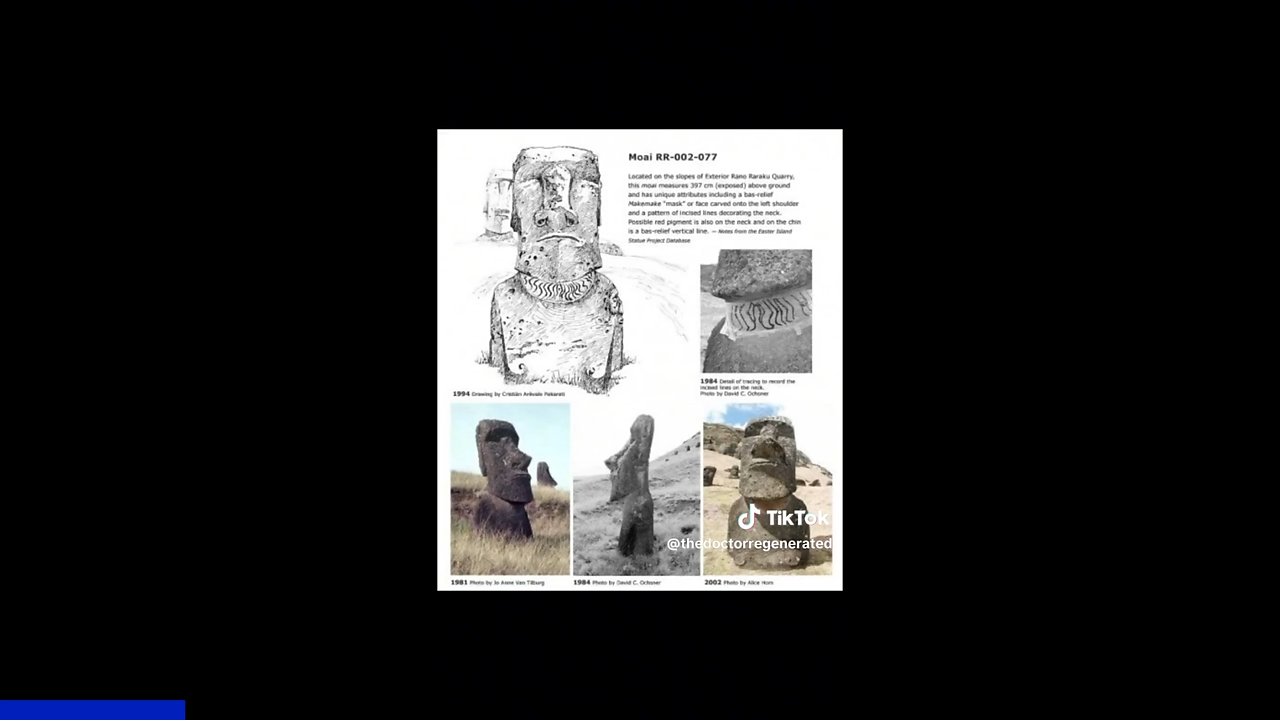 Moai RR-002-077
Located on the slopes of Exterior Rano Raraku Quarry,
this moai measures 397 cm (exposed) above ground
and has unique attributes including a bas-relief
Makemake "mask" or face carved onto the left shoulder
and a pattern of incised lines decorating the neck.
Possible red pigment is also on the neck and on the chin
is a bas-relief vertical line. — Notes from the Easter Island
Statue Project Database
1984 Detail of tracing to record the
incised lines on the neck.
Photo by David C. Ochsner
1994 Drawing by Cristián Arévalo Pakarati
TikTok
@thedoctorregenerated
1981 Photo by Jo Anne Van Tilburg
1984 Photo by David C. Ochsner
2002 Photo by Alice Hom